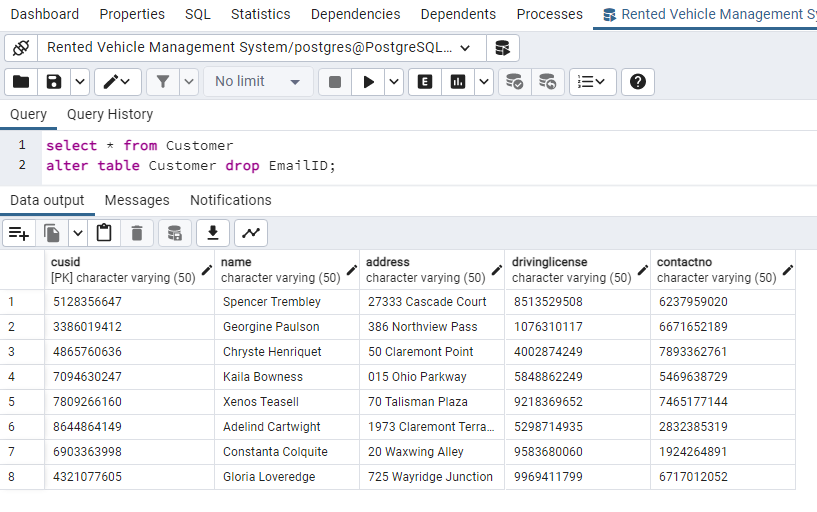 Dashboard Properties SQL Statistics Dependencies Dependents Processes Rented Vehicle Management Sy
Rented Vehicle Management System/postgres@PostgreSQL...
No limit
E
Query Query History
1 select * from Customer
2 alter table Customer drop EmailID;
Data output Messages Notifications
cusid name address drivinglicense contactno
[PK] character varying (50) character varying (50) character varying (50) character varying (50) character varying (50)
1 5128356647 Spencer Trembley 27333 Cascade Court 8513529508 6237959020
2 3386019412 Georgine Paulson 386 Northview Pass 1076310117 6671652189
3 4865760636 Chryste Henriquet 50 Claremont Point 4002874249 7893362761
4 7094630247 Kaila Bowness 015 Ohio Parkway 5848862249 5469638729
5 7809266160 Xenos Teasell 70 Talisman Plaza 9218369652 7465177144
6 8644864149 Adelind Cartwight 1973 Claremont Terra... 5298714935 2832385319
7 6903363998 Constanta Colquite 20 Waxwing Alley 9583680060 1924264891
8 4321077605 Gloria Loveredge 725 Wayridge Junction 9969411799 6717012052